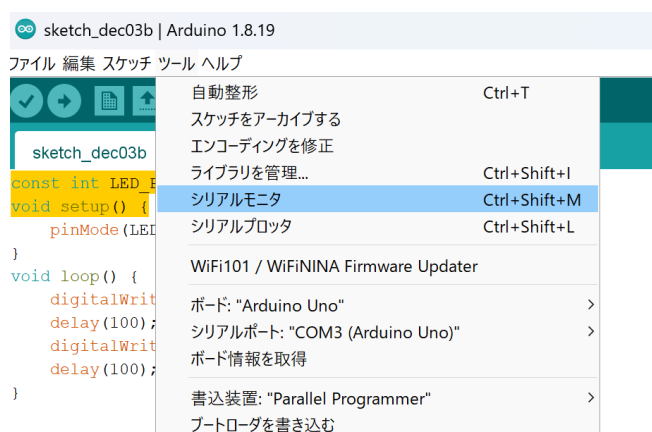 sketch_dec03b | Arduino 1.8.19
ファイル 編集 スケッチ ツール ヘルプ
sketch_dec03b
const int
void setup() {
pinMode(LED
}
void loop() {
digitalWrit
delay(100);
digitalWrit
delay(100);
}
自動整形 Ctrl+T
スケッチをアーカイブする
エンコーディングを修正
ライブラリを管理... Ctrl+Shift+I
シリアルモニタ Ctrl+Shift+M
シリアルプロッタ Ctrl+Shift+L
WiFi101 / WiFiNINA Firmware Updater
ボード: "Arduino Uno"
シリアルポート: "COM3 (Arduino Uno)"
ボード情報を取得
書込装置: "Parallel Programmer"
ブートローダを書き込む